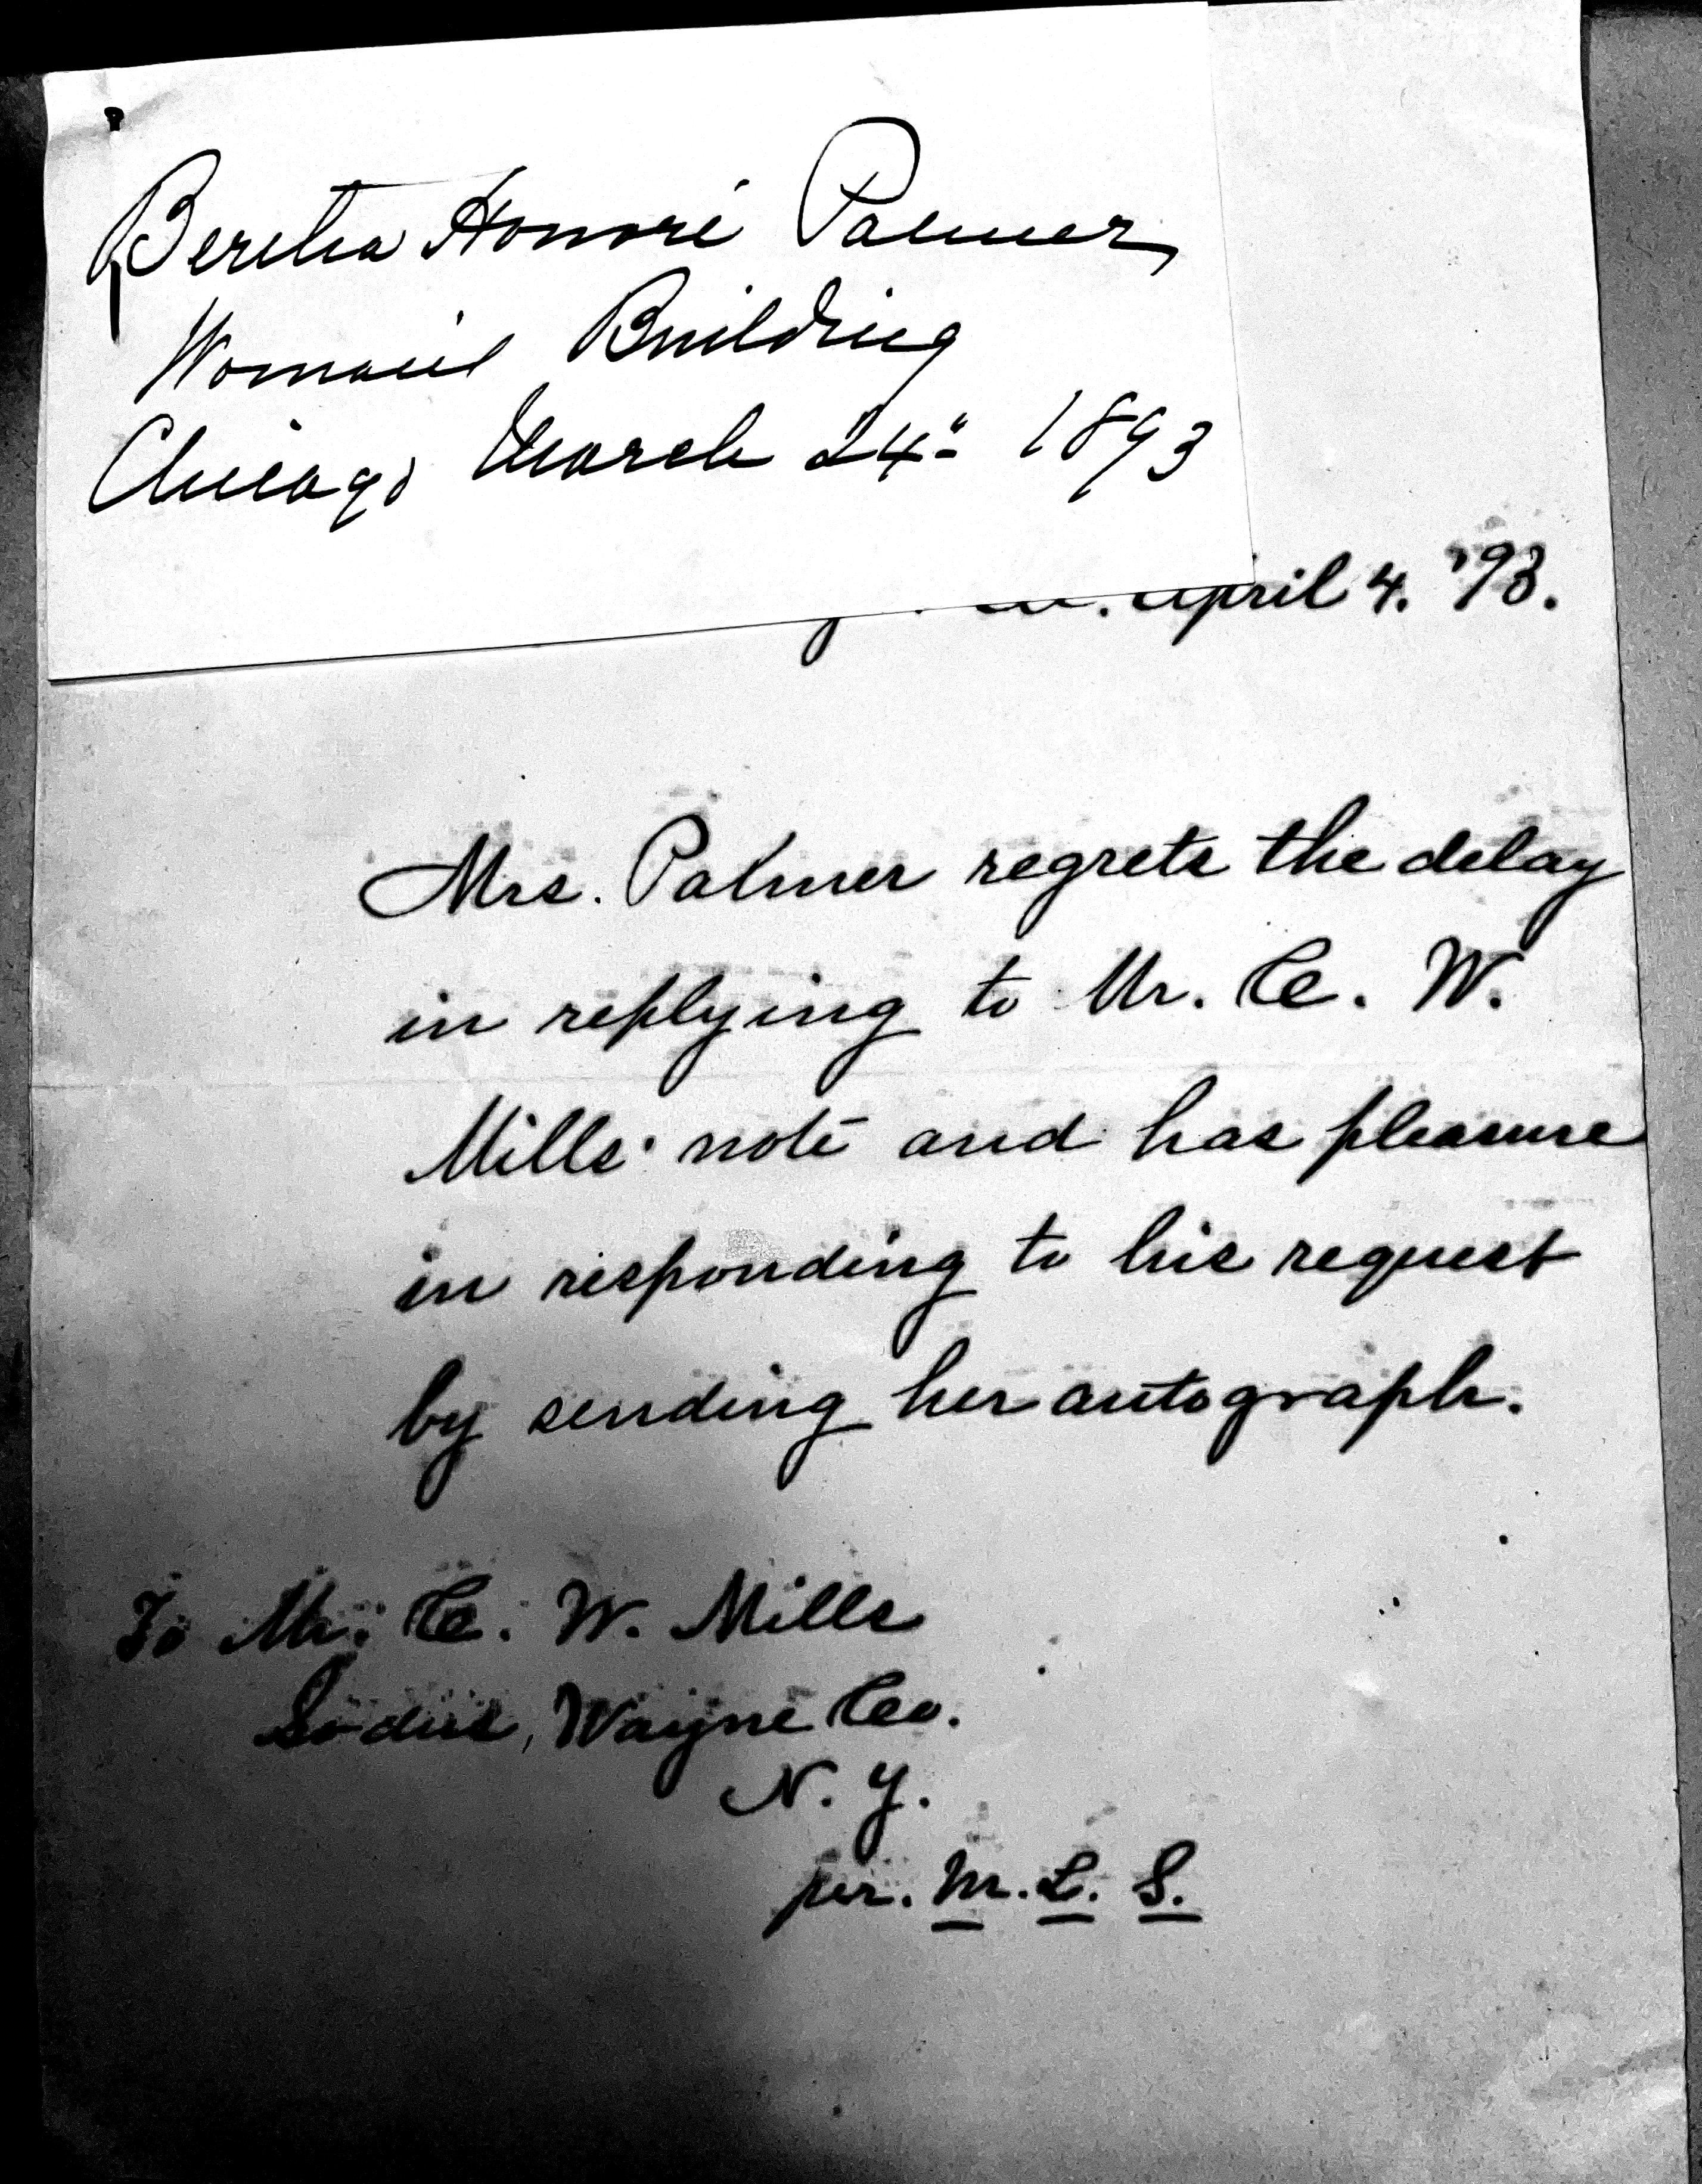 Bertha Honoré Palmer
Woman's Building
Chicago March 24" 1893
April 4. '93.
Mrs. Palmer regrets the delay
in replying to Mr. C. W.
Mills' note and has pleasure
in responding to his request
by sending her autograph.
To Mr. C. W. Mills
Sodus, Wayne Co.
N. Y.
per. M. L. S.